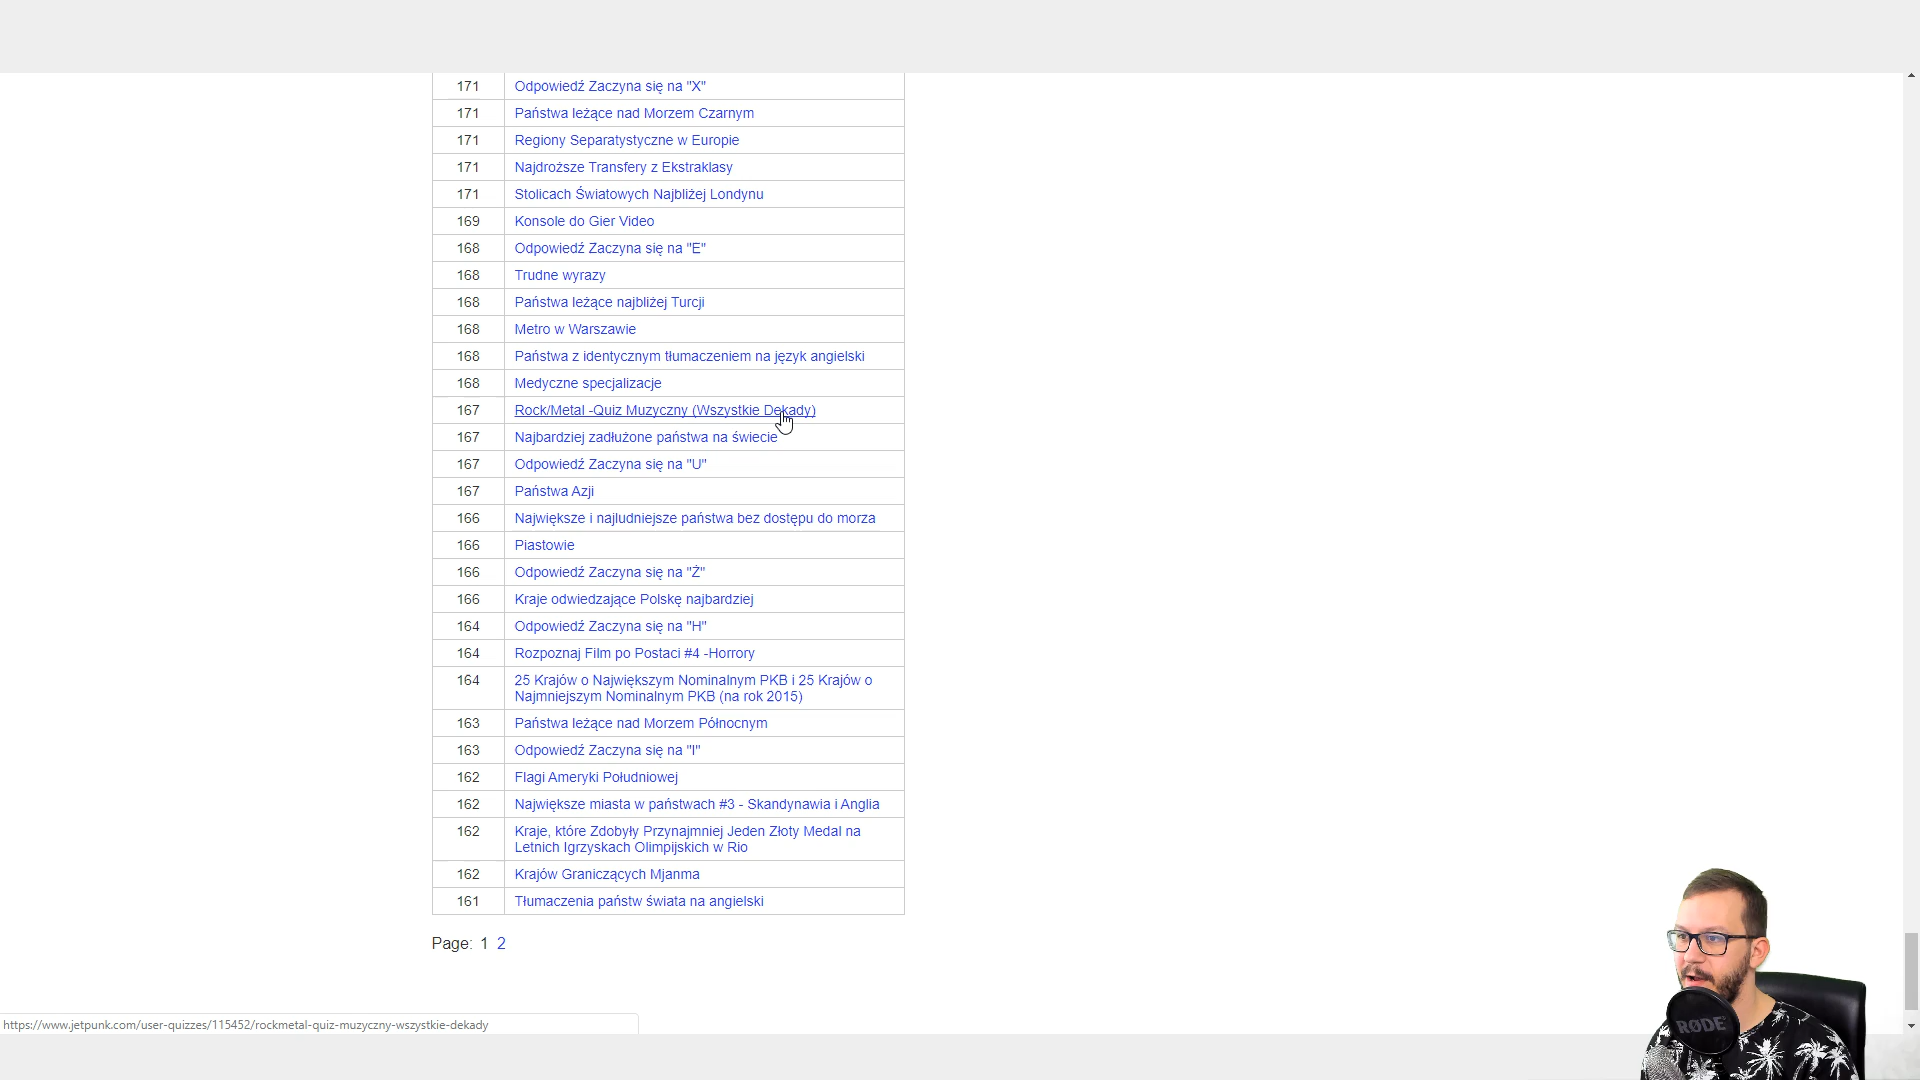 171 Odpowiedź Zaczyna się na "X"
171 Państwa leżące nad Morzem Czarnym
171 Regiony Separatystyczne w Europie
171 Najdroższe Transfery z Ekstraklasy
171 Stolicach Światowych Najbliżej Londynu
169 Konsole do Gier Video
168 Odpowiedź Zaczyna się na "E"
168 Trudne wyrazy
168 Państwa leżące najbliżej Turcji
168 Metro w Warszawie
168 Państwa z identycznym tłumaczeniem na język angielski
168 Medyczne specjalizacje
167 Rock/Metal -Quiz Muzyczny (Wszystkie Dekady)
167 Najbardziej zadłużone państwa na świecie
167 Odpowiedź Zaczyna się na "U"
167 Państwa Azji
166 Największe i najludniejsze państwa bez dostępu do morza
166 Piastowie
166 Odpowiedź Zaczyna się na "Ż"
166 Kraje odwiedzające Polskę najbardziej
164 Odpowiedź Zaczyna się na "H"
164 Rozpoznaj Film po Postaci #4 -Horrory
164 25 Krajów o Największym Nominalnym PKB i 25 Krajów o
Najmniejszym Nominalnym PKB (na rok 2015)
163 Państwa leżące nad Morzem Północnym
163 Odpowiedź Zaczyna się na "I"
162 Flagi Ameryki Południowej
162 Największe miasta w państwach #3 - Skandynawia i Anglia
162 Kraje, które Zdobyły Przynajmniej Jeden Złoty Medal na
Letnich Igrzyskach Olimpijskich w Rio
162 Krajów Graniczących Mjanma
161 Tłumaczenia państw świata na angielski
Page: 1 2
https://www.jetpunk.com/user-quizzes/115452/rockmetal-quiz-muzyczny-wszystkie-dekady
RØDE